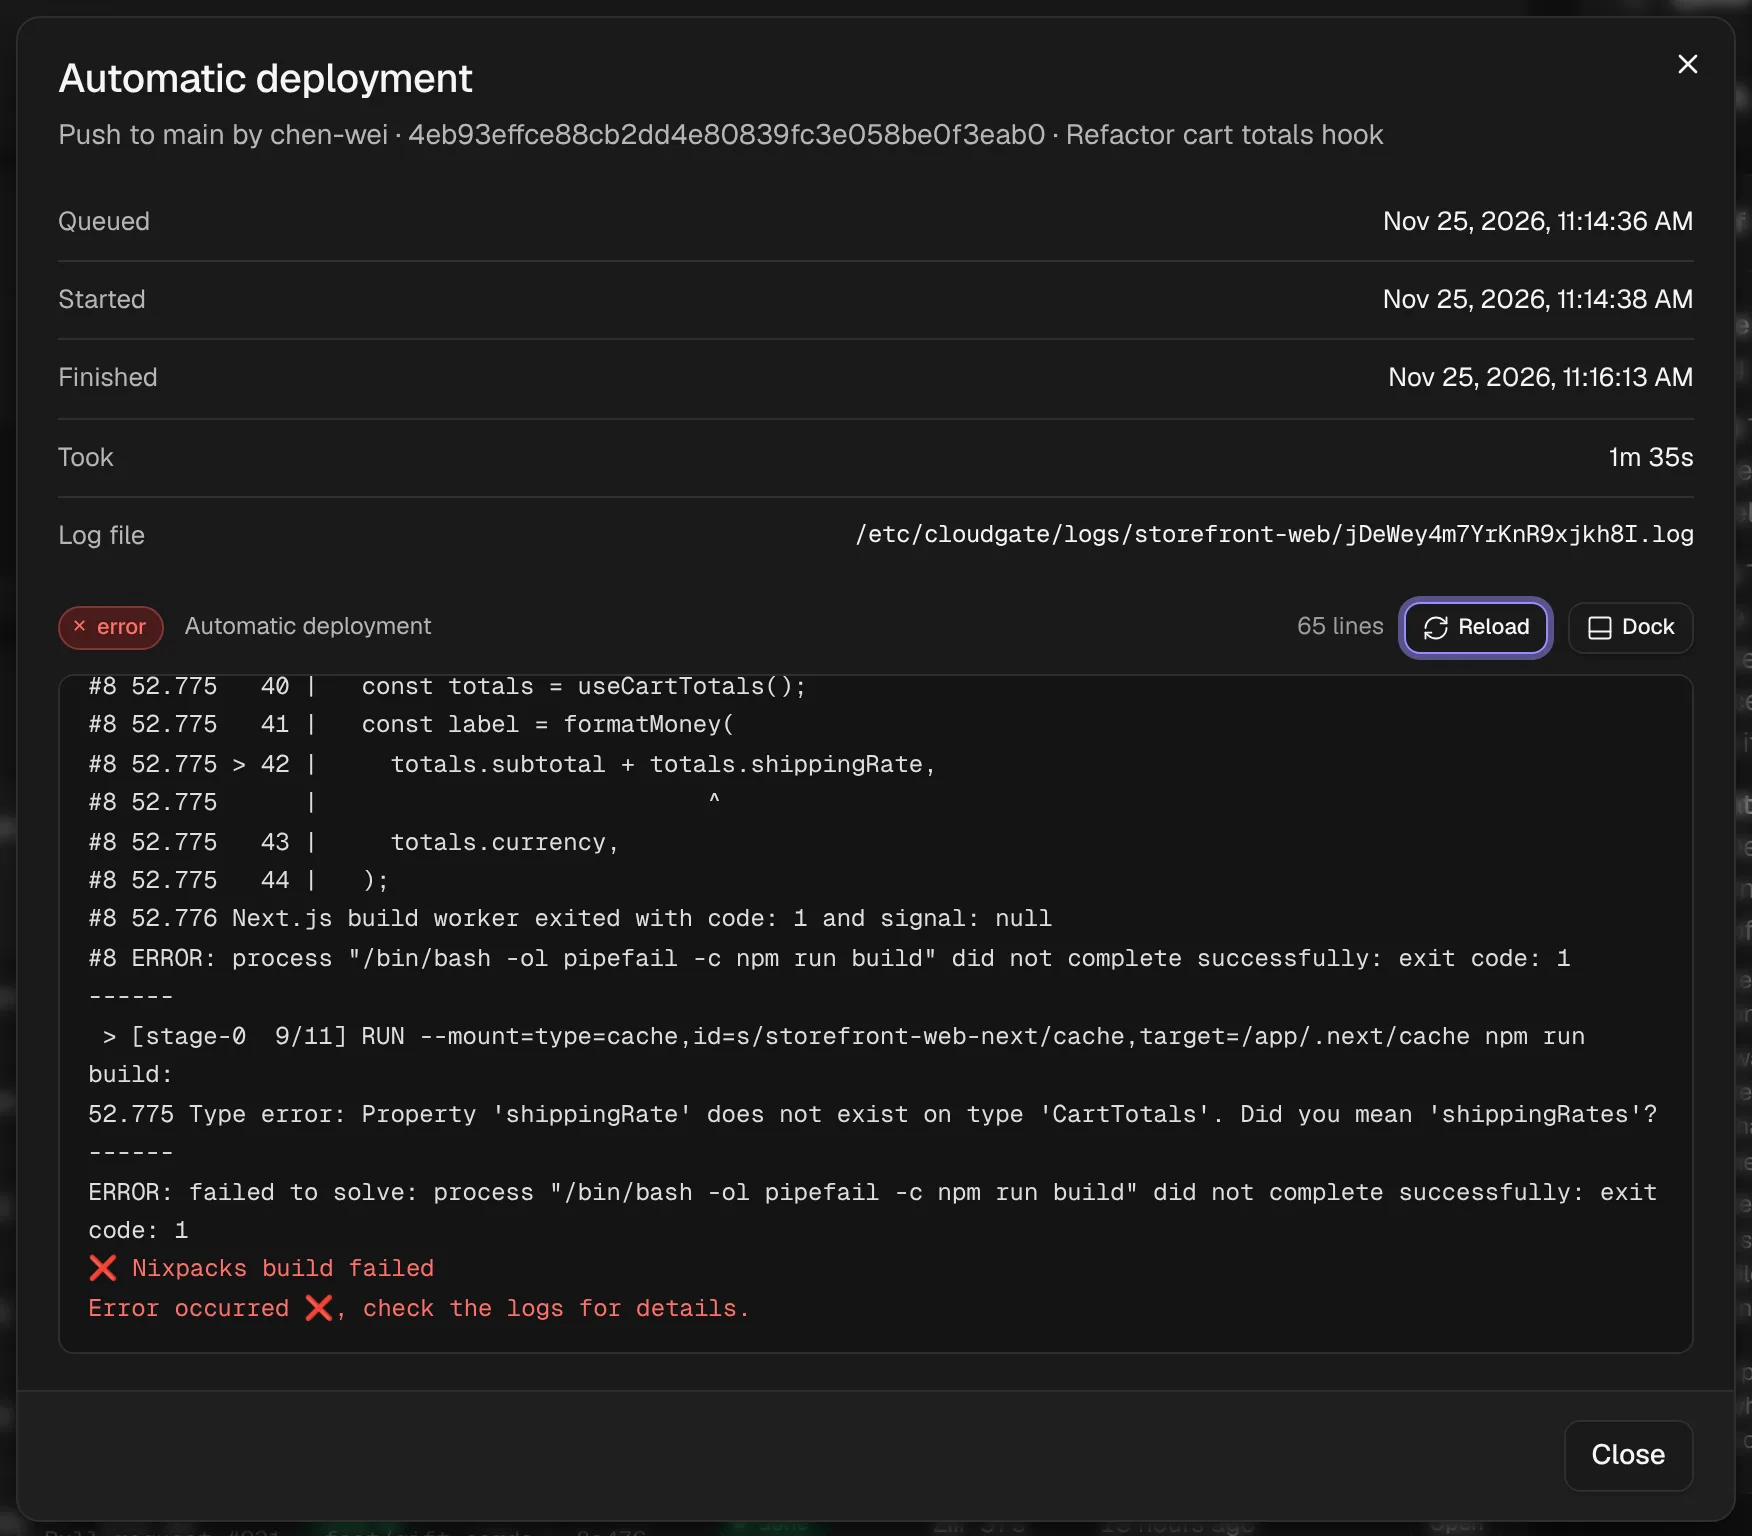 Automatic deployment
Push to main by chen-wei · 4eb93effce88cb2dd4e80839fc3e058be0f3eab0 · Refactor cart totals hook
Queued Nov 25, 2026, 11:14:36 AM
Started Nov 25, 2026, 11:14:38 AM
Finished Nov 25, 2026, 11:16:13 AM
Took 1m 35s
Log file /etc/cloudgate/logs/storefront-web/jDeWey4m7YrKnR9xjkh8I.log
× error Automatic deployment 65 lines Reload Dock
#8 52.775   40 |   const totals = useCartTotals();
#8 52.775   41 |   const label = formatMoney(
#8 52.775 > 42 |     totals.subtotal + totals.shippingRate,
#8 52.775      |                           ^
#8 52.775   43 |     totals.currency,
#8 52.775   44 |   );
#8 52.776 Next.js build worker exited with code: 1 and signal: null
#8 ERROR: process "/bin/bash -ol pipefail -c npm run build" did not complete successfully: exit code: 1
------
 > [stage-0  9/11] RUN --mount=type=cache,id=s/storefront-web-next/cache,target=/app/.next/cache npm run
build:
52.775 Type error: Property 'shippingRate' does not exist on type 'CartTotals'. Did you mean 'shippingRates'?
------
ERROR: failed to solve: process "/bin/bash -ol pipefail -c npm run build" did not complete successfully: exit
code: 1
❌ Nixpacks build failed
Error occurred ❌, check the logs for details.
Close